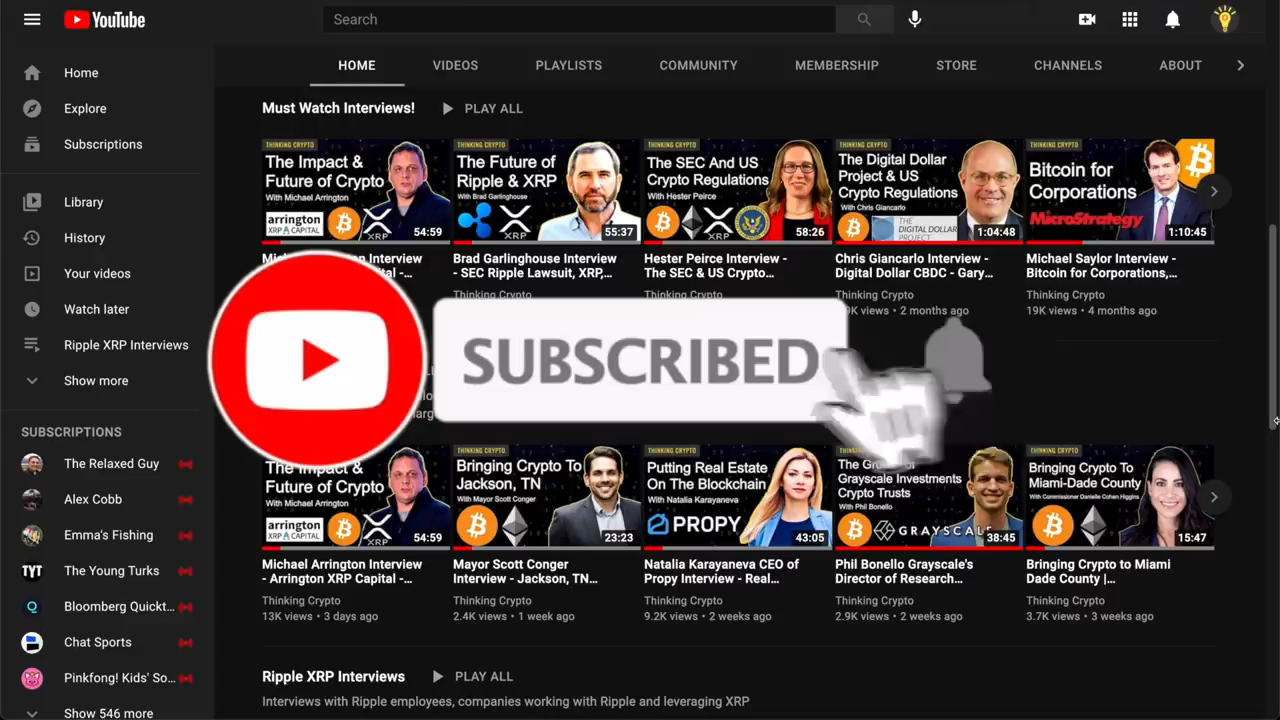 YouTube
Search
HOME VIDEOS PLAYLISTS COMMUNITY MEMBERSHIP STORE CHANNELS ABOUT
Home
Explore
Subscriptions
Library
History
Your videos
Watch later
Ripple XRP Interviews
Show more
SUBSCRIPTIONS
The Relaxed Guy
Alex Cobb
Emma's Fishing
TYT The Young Turks
Bloomberg Quickt...
Chat Sports
Pinkfong! Kids' So...
Show 546 more
Must Watch Interviews! PLAY ALL
THINKING CRYPTO
The Impact &
Future of Crypto
With Michael Arrington
arrington
XRP CAPITAL
XRP
54:59
THINKING CRYPTO
The Future of
Ripple & XRP
With Brad Garlinghouse
XRP
55:37
Brad Garlinghouse Interview
- SEC Ripple Lawsuit, XRP,...
Thinking Crypto
THINKING CRYPTO
The SEC And US
Crypto Regulations
With Hester Peirce
XRP
58:26
Hester Peirce Interview -
The SEC & US Crypto...
Thinking Crypto
THINKING CRYPTO
The Digital Dollar
Project & US
Crypto Regulations
With Chris Giancarlo
THE
DIGITAL DOLLAR
PROJECT
1:04:48
Chris Giancarlo Interview -
Digital Dollar CBDC - Gary...
Thinking Crypto
views • 2 months ago
THINKING CRYPTO
Bitcoin for
Corporations
MicroStrategy
1:10:45
Michael Saylor Interview -
Bitcoin for Corporations,...
Thinking Crypto
19K views • 4 months ago
SUBSCRIBED
The Impact &
Future of Crypto
With Michael Arrington
arrington
XRP CAPITAL
XRP
54:59
Michael Arrington Interview
- Arrington XRP Capital -...
Thinking Crypto
13K views • 3 days ago
THINKING CRYPTO
Bringing Crypto To
Jackson, TN
With Mayor Scott Conger
23:23
Mayor Scott Conger
Interview - Jackson, TN...
Thinking Crypto
2.4K views • 1 week ago
THINKING CRYPTO
Putting Real Estate
On The Blockchain
With Natalia Karayaneva
PROPY
43:05
Natalia Karayaneva CEO of
Propy Interview - Real...
Thinking Crypto
9.2K views • 2 weeks ago
THINKING CRYPTO
The of
Grayscale Investments
Crypto Trusts
With Phil Bonello
GRAYSCALE
38:45
Phil Bonello Grayscale's
Director of Research...
Thinking Crypto
2.9K views • 2 weeks ago
THINKING CRYPTO
Bringing Crypto To
Miami-Dade County
With Commissioner Danielle Cohen Higgins
15:47
Bringing Crypto to Miami
Dade County |...
Thinking Crypto
3.7K views • 3 weeks ago
Ripple XRP Interviews PLAY ALL
Interviews with Ripple employees, companies working with Ripple and leveraging XRP